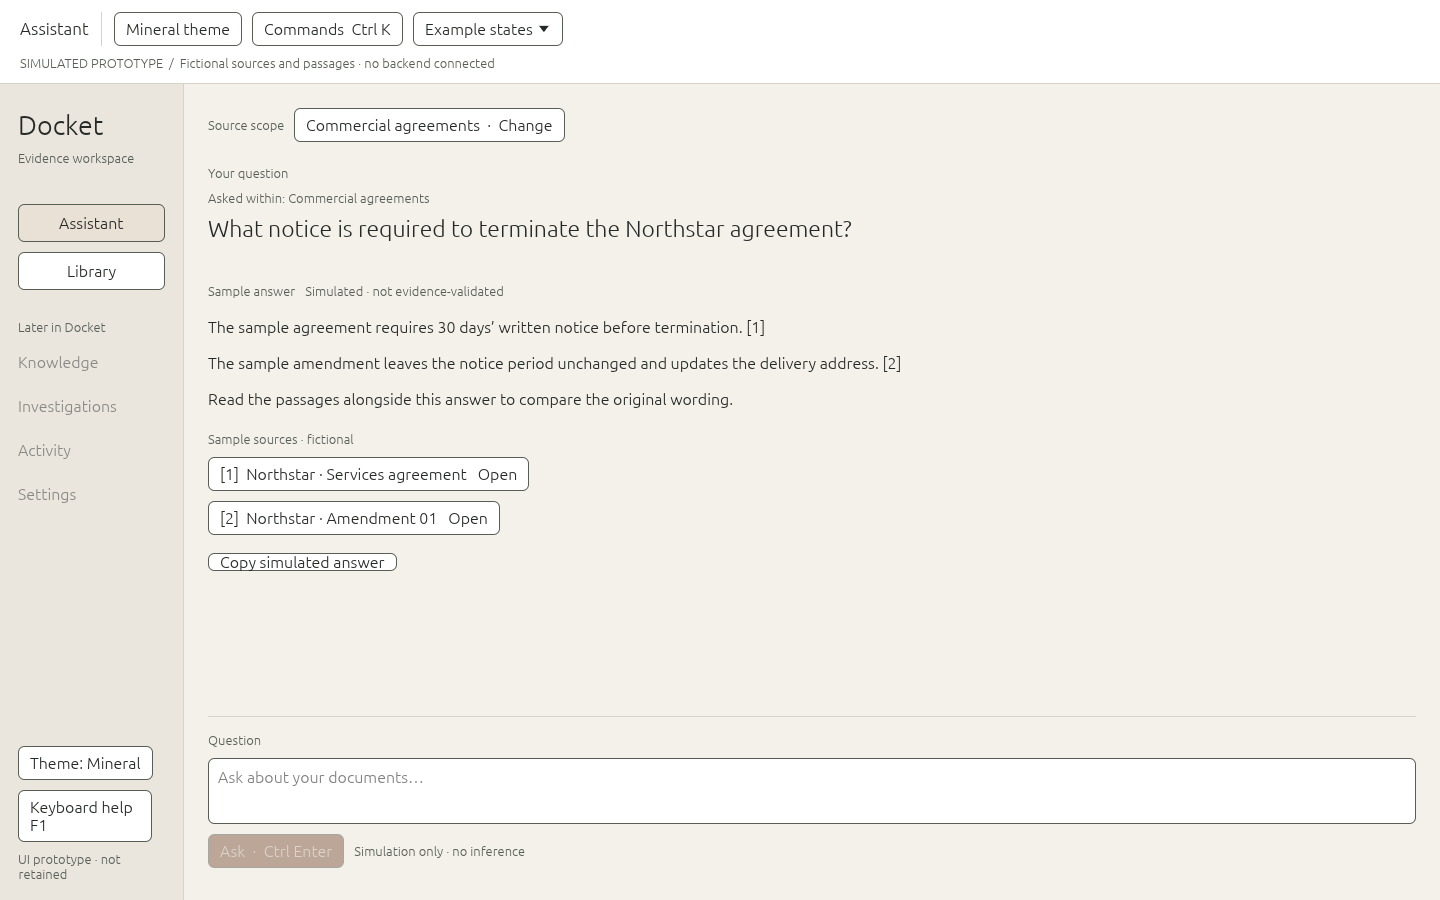 Assistant
Mineral theme
Commands Ctrl K
Example states
SIMULATED PROTOTYPE / Fictional sources and passages · no backend connected
Docket
Evidence workspace
Assistant
Library
Later in Docket
Knowledge
Investigations
Activity
Settings
Theme: Mineral
Keyboard help
F1
UI prototype · not
retained
Source scope
Commercial agreements · Change
Your question
Asked within: Commercial agreements
What notice is required to terminate the Northstar agreement?
Sample answer Simulated · not evidence-validated
The sample agreement requires 30 days’ written notice before termination. [1]
The sample amendment leaves the notice period unchanged and updates the delivery address. [2]
Read the passages alongside this answer to compare the original wording.
Sample sources · fictional
[1] Northstar · Services agreement Open
[2] Northstar · Amendment 01 Open
Copy simulated answer
Question
Ask about your documents…
Ask · Ctrl Enter
Simulation only · no inference